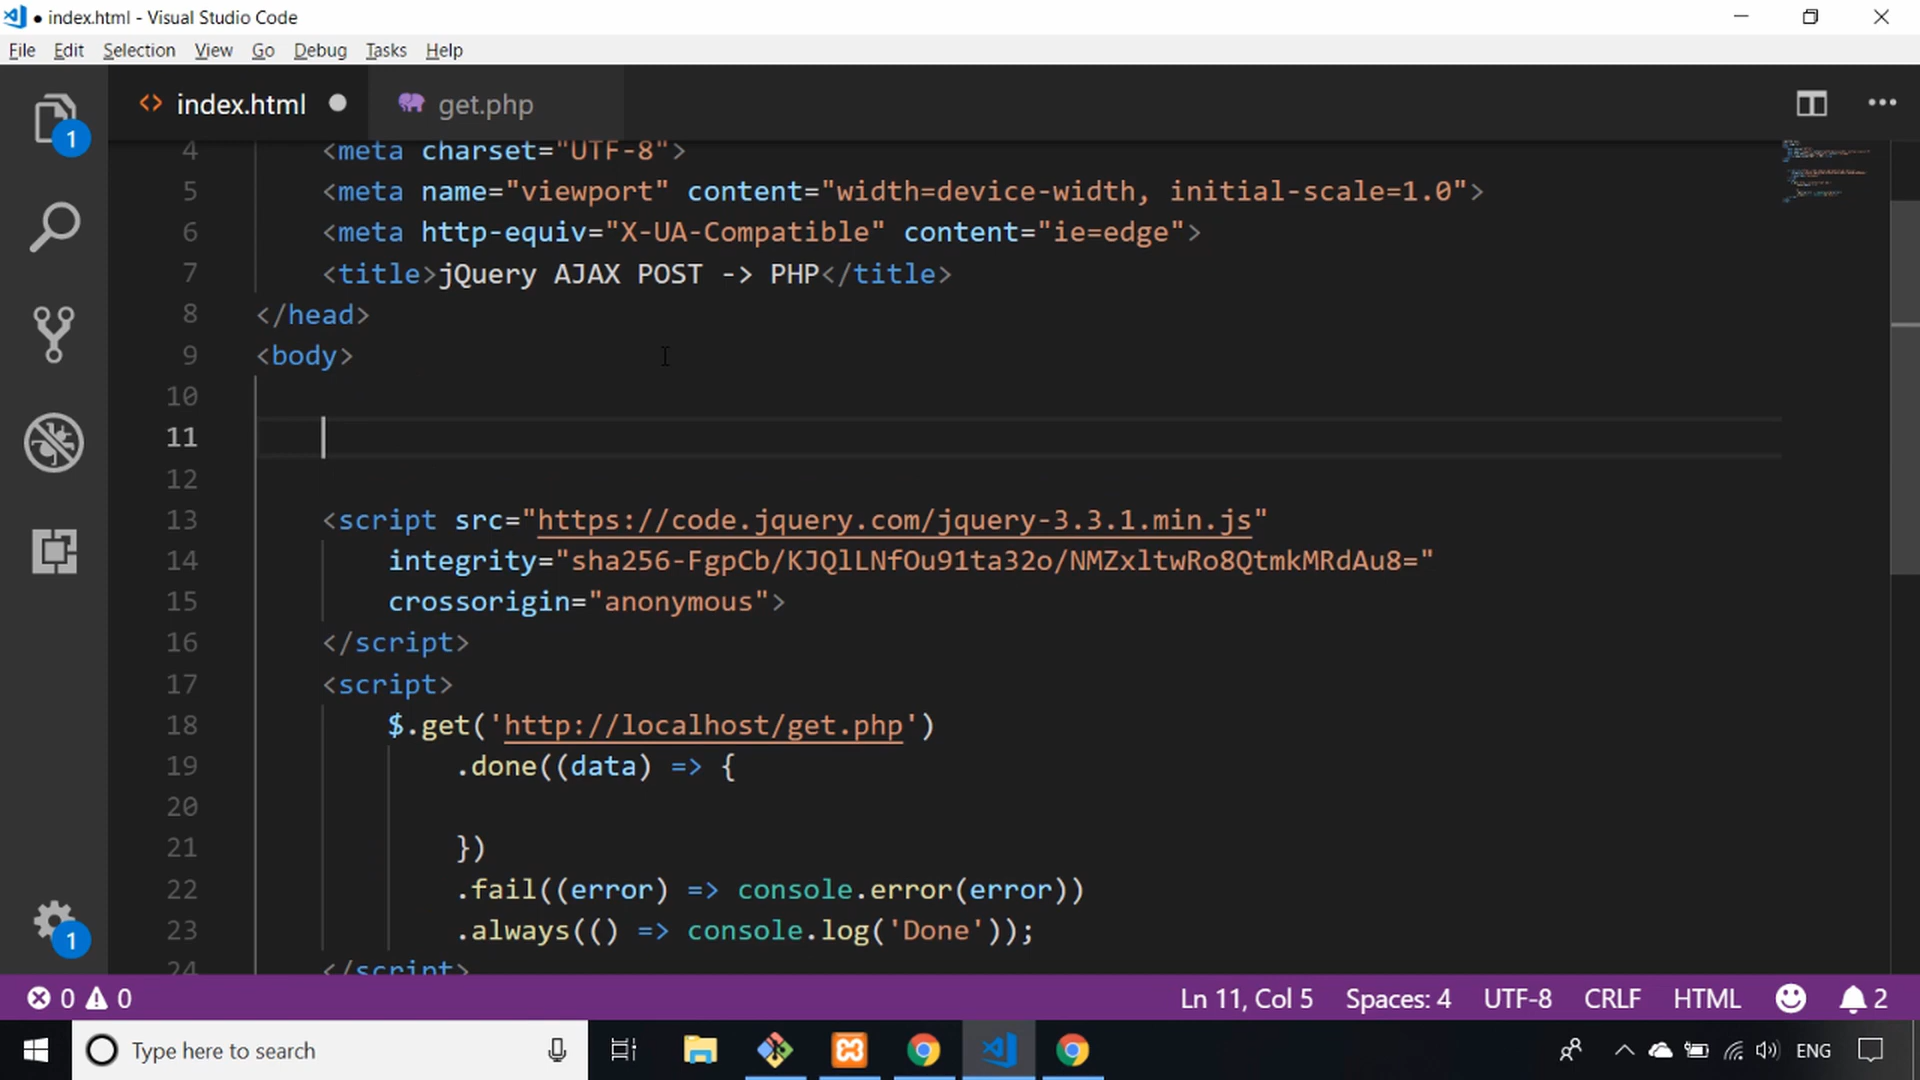 index.html - Visual Studio Code
File Edit Selection View Go Debug Tasks Help
index.html get.php
1
4 <meta charset="UTF-8">
5 <meta name="viewport" content="width=device-width, initial-scale=1.0">
6 <meta http-equiv="X-UA-Compatible" content="ie=edge">
7 <title>jQuery AJAX POST -> PHP</title>
8 </head>
9 <body>
10
11
12
13 <script src="https://code.jquery.com/jquery-3.3.1.min.js"
14 integrity="sha256-FgpCb/KJQlLNfOu91ta32o/NMZxltwRo8QtmkMRdAu8="
15 crossorigin="anonymous">
16 </script>
17 <script>
18 $.get('http://localhost/get.php')
19 .done((data) => {
20
21 })
22 .fail((error) => console.error(error))
23 .always(() => console.log('Done'));
24 </script>
1
0 0 Ln 11, Col 5 Spaces: 4 UTF-8 CRLF HTML 2
Type here to search ENG